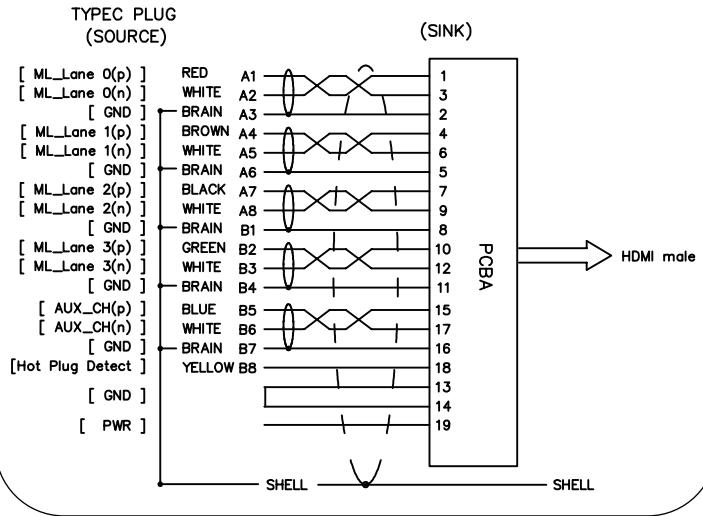 TYPEC PLUG
(SOURCE)
(SINK)
[ ML_Lane 0(p) ] RED A1 1
[ ML_Lane 0(n) ] WHITE A2 3
[ GND ] BRAIN A3 2
[ ML_Lane 1(p) ] BROWN A4 4
[ ML_Lane 1(n) ] WHITE A5 6
[ GND ] BRAIN A6 5
[ ML_Lane 2(p) ] BLACK A7 7
[ ML_Lane 2(n) ] WHITE A8 9
[ GND ] BRAIN B1 8
[ ML_Lane 3(p) ] GREEN B2 10
[ ML_Lane 3(n) ] WHITE B3 12
[ GND ] BRAIN B4 11
[ AUX_CH(p) ] BLUE B5 15
[ AUX_CH(n) ] WHITE B6 17
[ GND ] BRAIN B7 16
[Hot Plug Detect ] YELLOW B8 18
13
[ GND ]
14
[ PWR ] 19
PCBA
HDMI male
SHELL SHELL